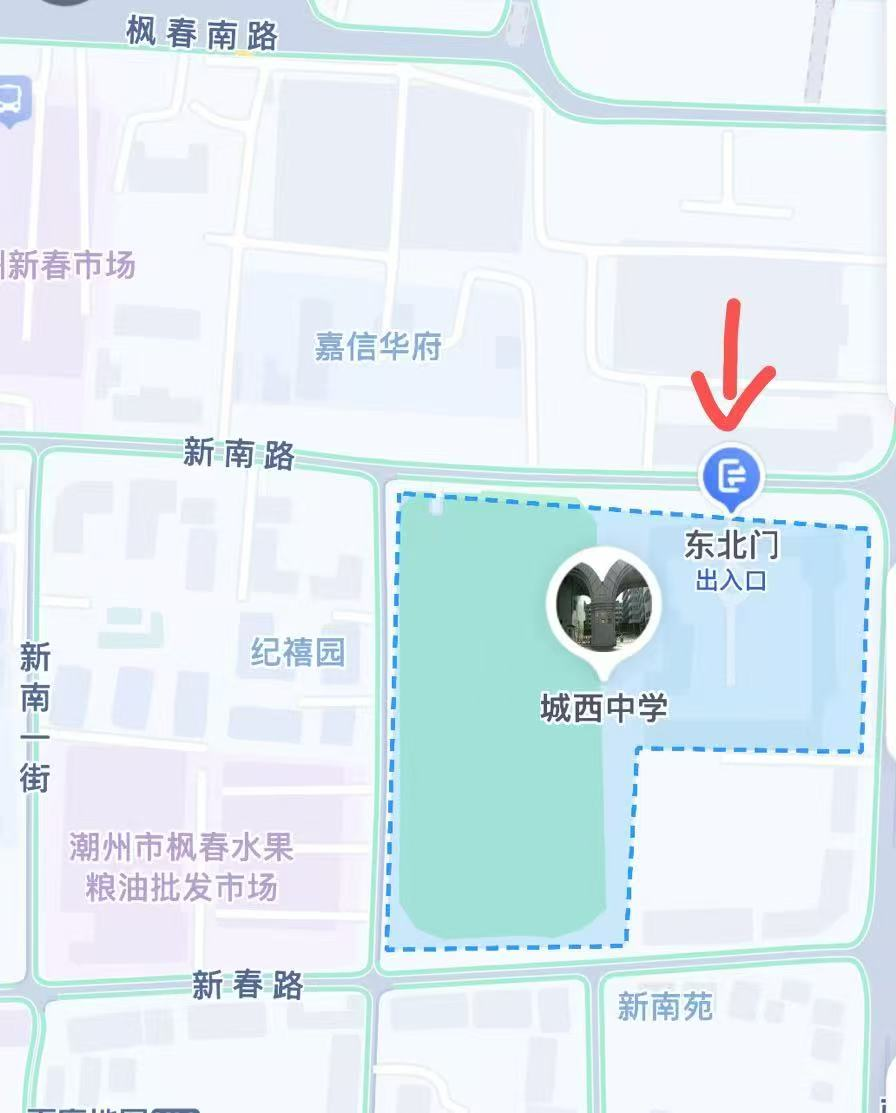 枫春南路
新春市场
嘉信华府
新南路
东北门
出入口
新南一街
纪禧园
城西中学
潮州市枫春水果
粮油批发市场
新春路
新南苑